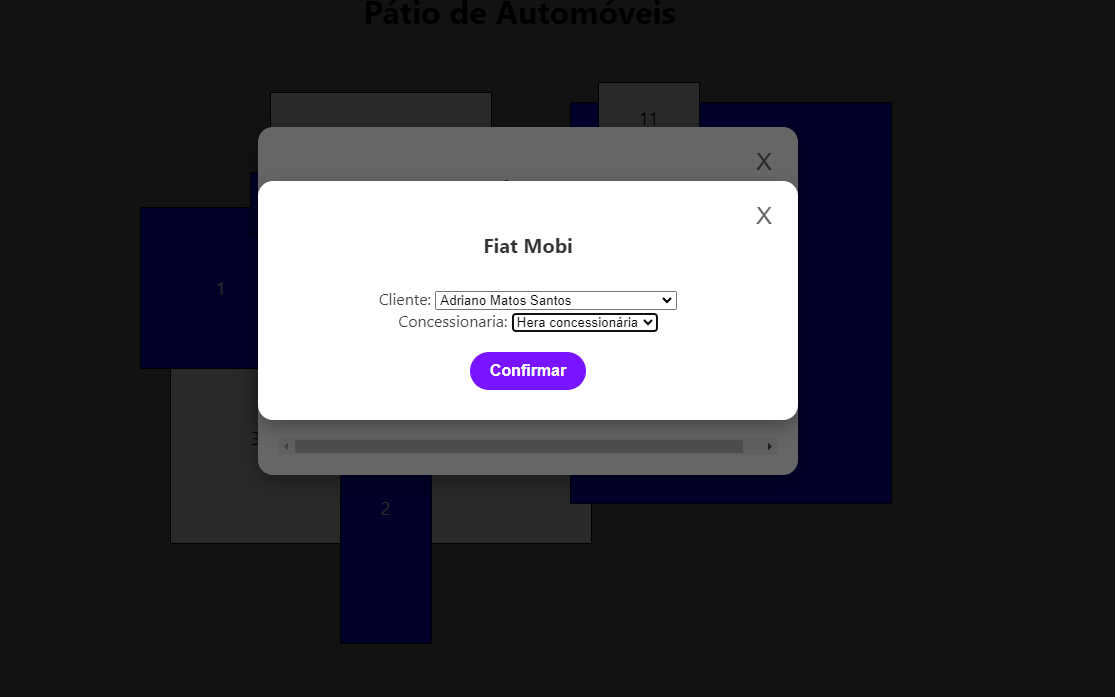 Pátio de Automóveis
11
X
X
Fiat Mobi
1
Cliente: Adriano Matos Santos
Concessionaria: Hera concessionária
Confirmar
3
2